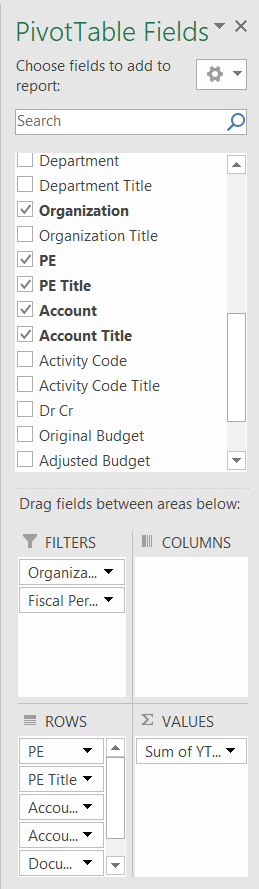 PivotTable Fields
Choose fields to add to
report:
Search
Department
Department Title
Organization
Organization Title
PE
PE Title
Account
Account Title
Activity Code
Activity Code Title
Dr Cr
Original Budget
Adjusted Budget
Drag fields between areas below:
FILTERS
Organiza...
Fiscal Per...
COLUMNS
ROWS
PE
PE Title
Accou...
Accou...
Docu...
Σ VALUES
Sum of YT...